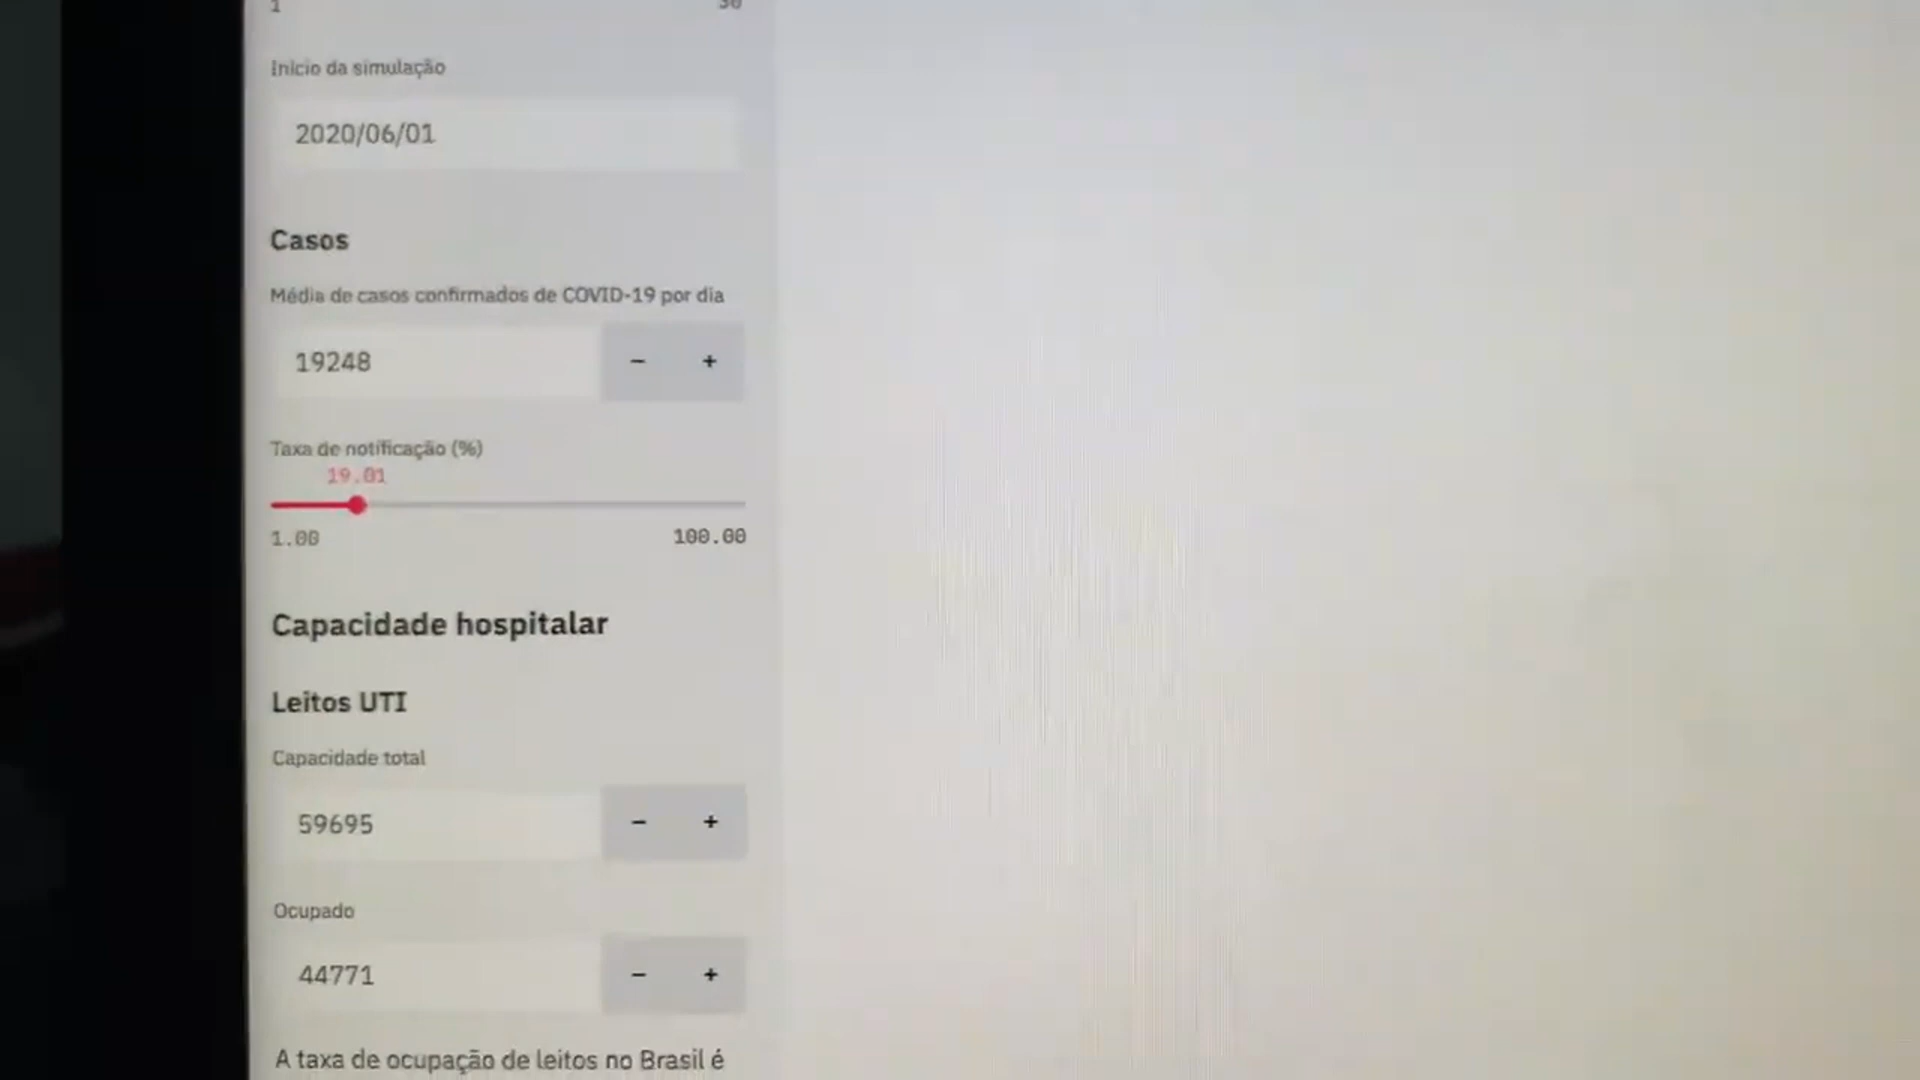 1 30
Início da simulação
2020/06/01
Casos
Média de casos confirmados de COVID-19 por dia
19248 - +
Taxa de notificação (%)
19.01
1.00 100.00
Capacidade hospitalar
Leitos UTI
Capacidade total
59695 - +
Ocupado
44771 - +
A taxa de ocupação de leitos no Brasil é